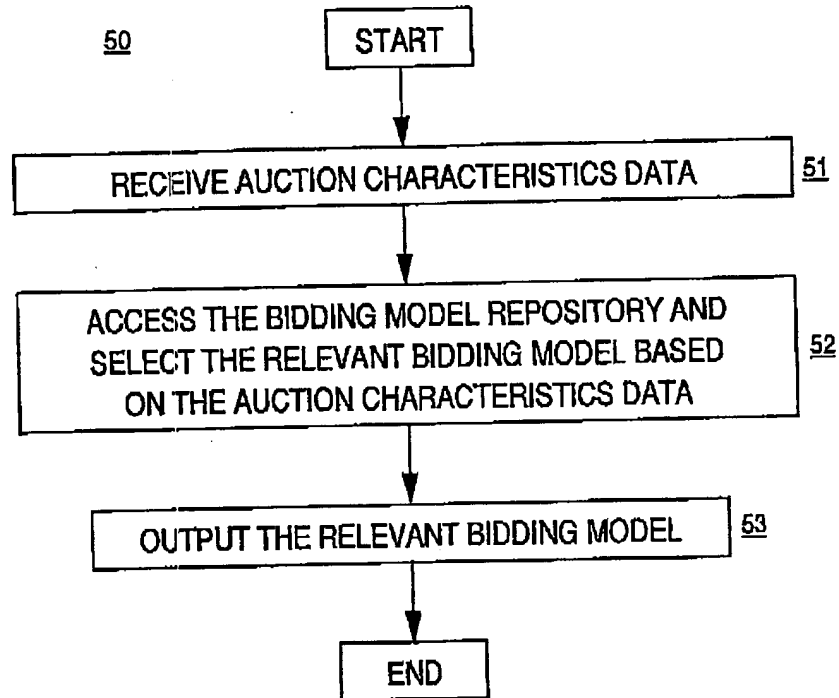 50
START
RECEIVE AUCTION CHARACTERISTICS DATA
51
ACCESS THE BIDDING MODEL REPOSITORY AND
SELECT THE RELEVANT BIDDING MODEL BASED
ON THE AUCTION CHARACTERISTICS DATA
52
OUTPUT THE RELEVANT BIDDING MODEL
53
END